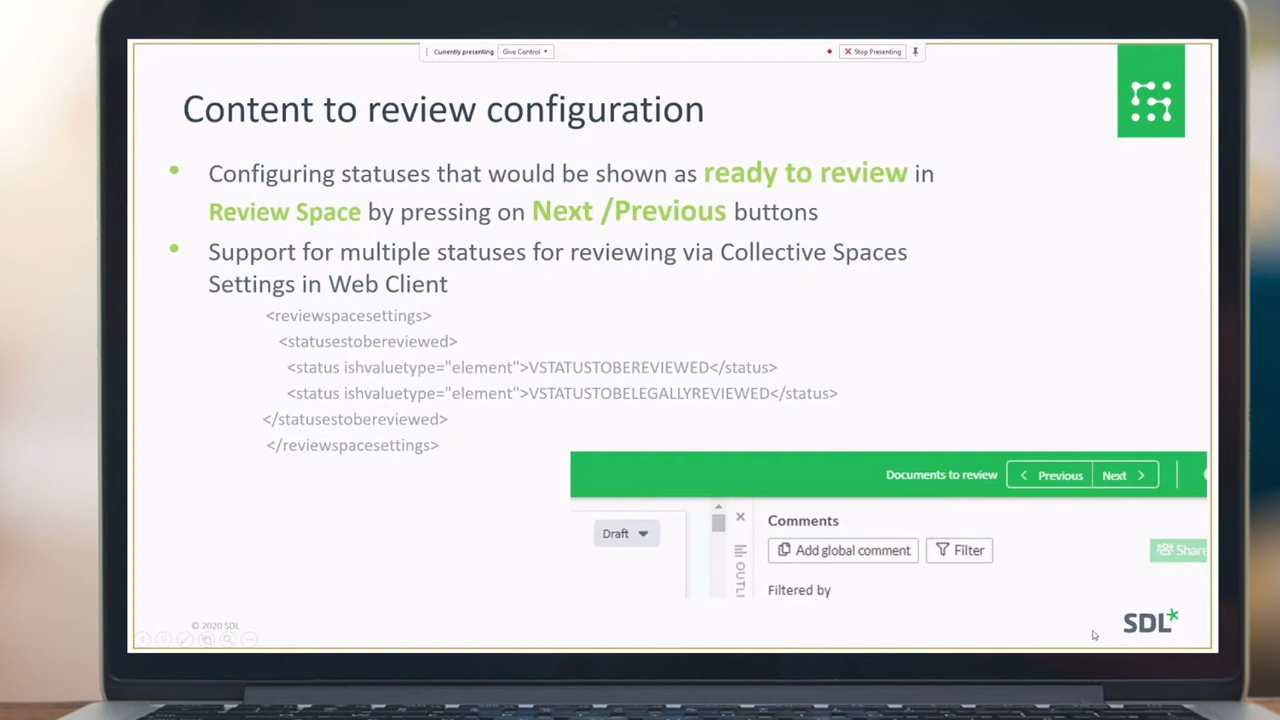 Currently presenting Give Control Stop Presenting
Content to review configuration
• Configuring statuses that would be shown as ready to review in
Review Space by pressing on Next /Previous buttons
• Support for multiple statuses for reviewing via Collective Spaces
Settings in Web Client
<reviewspacesettings>
<statusestobereviewed>
<status ishvaluetype="element">VSTATUSTOBEREVIEWED</status>
<status ishvaluetype="element">VSTATUSTOBELEGALLYREVIEWED</status>
</statusestobereviewed>
</reviewspacesettings>
Documents to review < Previous Next >
Draft
Comments
Add global comment Filter
Share
OUTLI
Filtered by
© 2020 SDL
SDL*